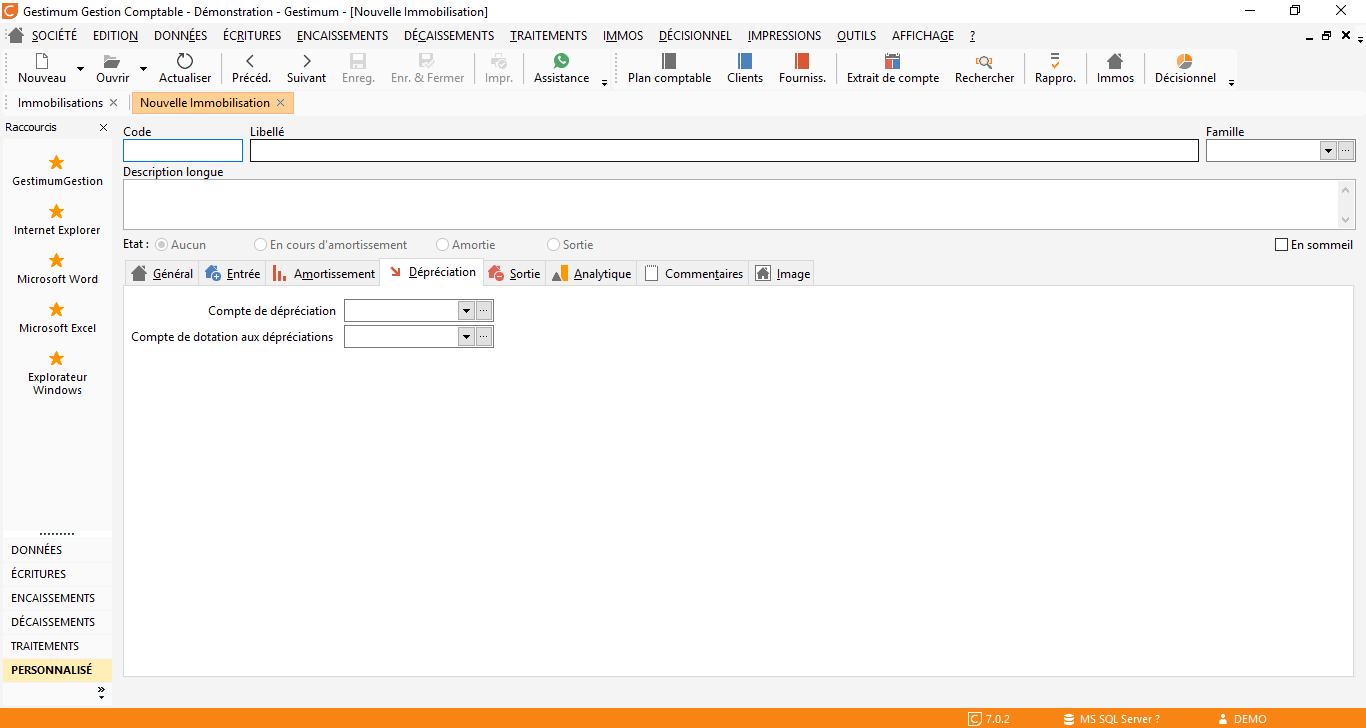 Gestimum Gestion Comptable - Démonstration - Gestimum - [Nouvelle Immobilisation]
SOCIÉTÉ EDITION DONNÉES ÉCRITURES ENCAISSEMENTS DÉCAISSEMENTS TRAITEMENTS IMMOS DÉCISIONNEL IMPRESSIONS OUTILS AFFICHAGE ?
Nouveau Ouvrir Actualiser Précéd. Suivant Enreg. Enr. & Fermer Impr. Assistance Plan comptable Clients Fourniss. Extrait de compte Rechercher Rappro. Immos Décisionnel
Immobilisations Nouvelle Immobilisation
Raccourcis
GestimumGestion
Internet Explorer
Microsoft Word
Microsoft Excel
Explorateur
Windows
DONNÉES
ÉCRITURES
ENCAISSEMENTS
DÉCAISSEMENTS
TRAITEMENTS
PERSONNALISÉ
Code Libellé Famille
Description longue
Etat : Aucun En cours d'amortissement Amortie Sortie En sommeil
Général Entrée Amortissement Dépréciation Sortie Analytique Commentaires Image
Compte de dépréciation
Compte de dotation aux dépréciations
7.0.2 MS SQL Server ? DEMO